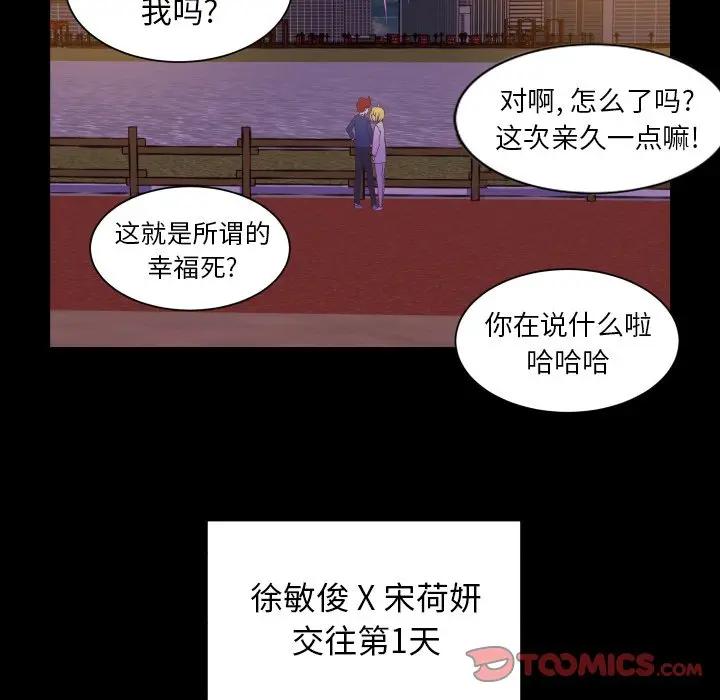 我吗?
对啊, 怎么了吗?
这次亲久一点嘛!
这就是所谓的
幸福死?
你在说什么啦
哈哈哈
徐敏俊 X 宋荷妍
交往第1天
TOOMICS.COM